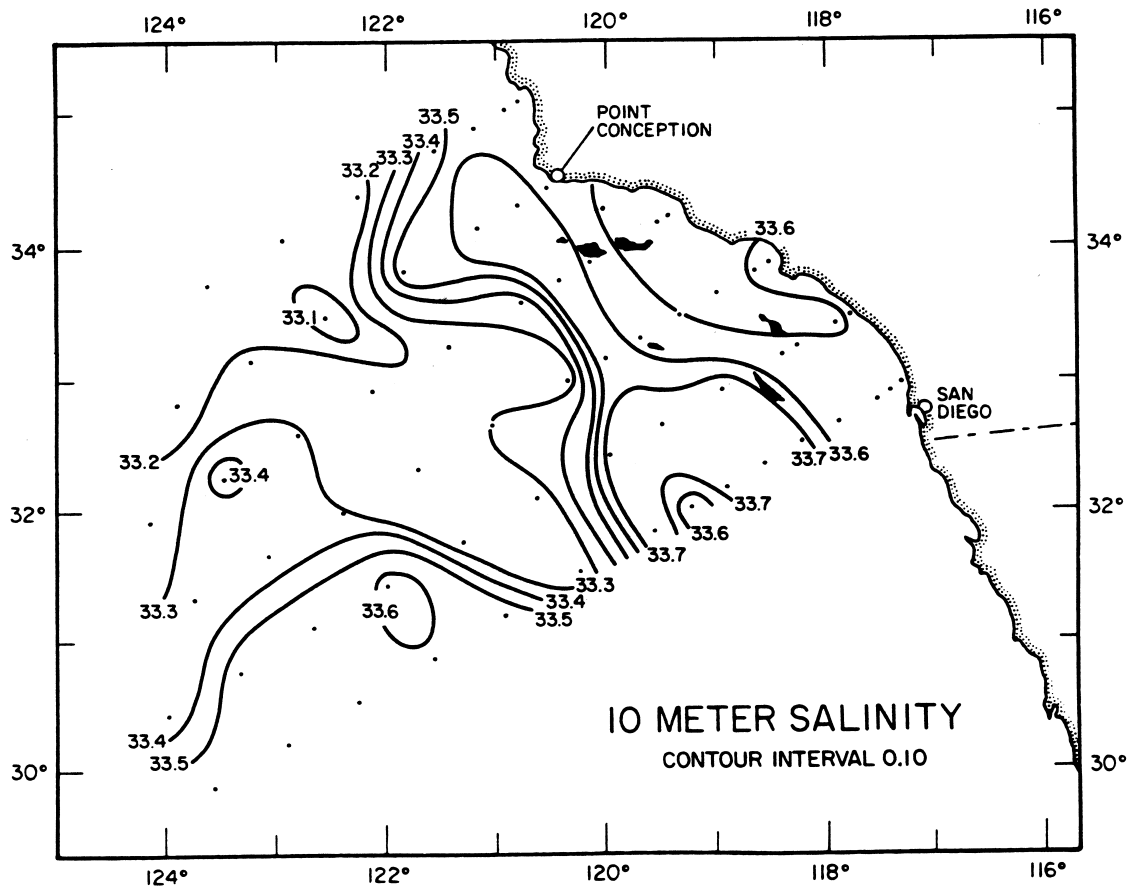 124° 122° 120° 118° 116°
33.5
POINT
CONCEPTION
33.4
33.3
33.2
33.6
34° 34°
33.1
SAN
DIEGO
33.2 33.4 33.7 33.6
33.7
32° 32°
33.6
33.7
33.3
33.3 33.6 33.4
33.5
10 METER SALINITY
33.4
33.5 CONTOUR INTERVAL 0.10
30° 30°
124° 122° 120° 118° 116°